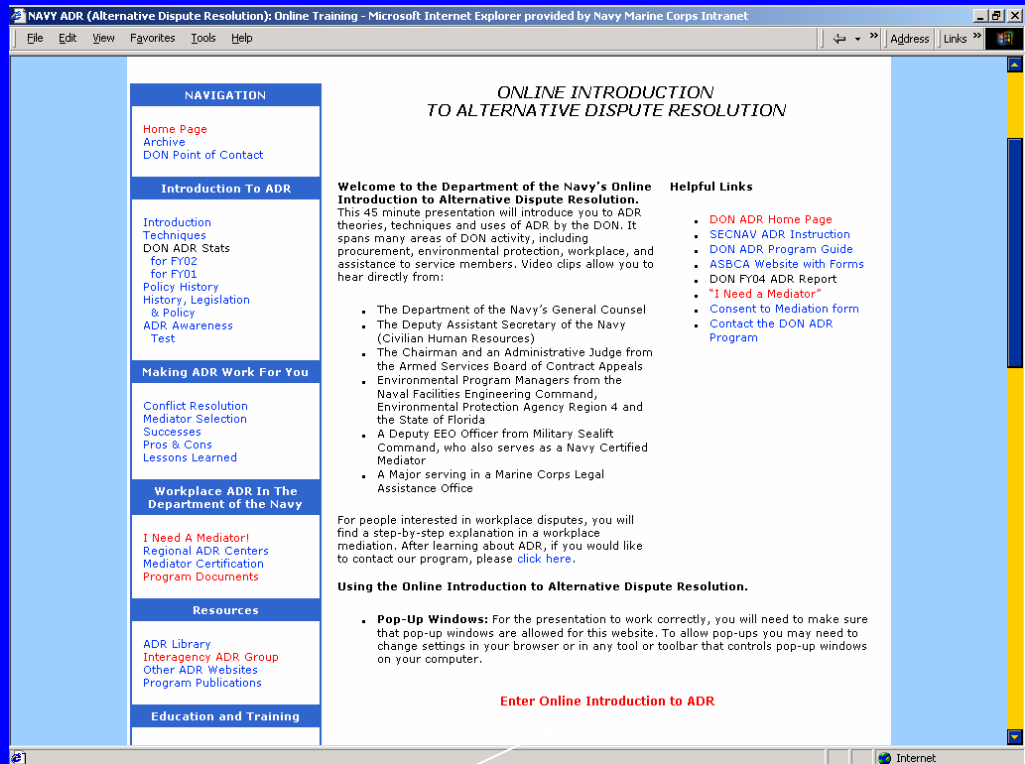 NAVY ADR (Alternative Dispute Resolution): Online Training - Microsoft Internet Explorer provided by Navy Marine Corps Intranet
File Edit View Favorites Tools Help
Address Links
NAVIGATION
Home Page
Archive
DON Point of Contact
Introduction To ADR
Introduction
Techniques
DON ADR Stats
for FY02
for FY01
Policy History
History, Legislation
& Policy
ADR Awareness
Test
Making ADR Work For You
Conflict Resolution
Mediator Selection
Successes
Pros & Cons
Lessons Learned
Workplace ADR In The
Department of the Navy
I Need A Mediator!
Regional ADR Centers
Mediator Certification
Program Documents
Resources
ADR Library
Interagency ADR Group
Other ADR Websites
Program Publications
Education and Training
ONLINE INTRODUCTION
TO ALTERNATIVE DISPUTE RESOLUTION
Welcome to the Department of the Navy's Online
Introduction to Alternative Dispute Resolution.
This 45 minute presentation will introduce you to ADR
theories, techniques and uses of ADR by the DON. It
spans many areas of DON activity, including
procurement, environmental protection, workplace, and
assistance to service members. Video clips allow you to
hear directly from:
The Department of the Navy's General Counsel
The Deputy Assistant Secretary of the Navy
(Civilian Human Resources)
The Chairman and an Administrative Judge from
the Armed Services Board of Contract Appeals
Environmental Program Managers from the
Naval Facilities Engineering Command,
Environmental Protection Agency Region 4 and
the State of Florida
A Deputy EEO Officer from Military Sealift
Command, who also serves as a Navy Certified
Mediator
A Major serving in a Marine Corps Legal
Assistance Office
For people interested in workplace disputes, you will
find a step-by-step explanation in a workplace
mediation. After learning about ADR, if you would like
to contact our program, please click here.
Helpful Links
DON ADR Home Page
SECNAV ADR Instruction
DON ADR Program Guide
ASBCA Website with Forms
DON FY04 ADR Report
"I Need a Mediator"
Consent to Mediation form
Contact the DON ADR
Program
Using the Online Introduction to Alternative Dispute Resolution.
Pop-Up Windows: For the presentation to work correctly, you will need to make sure
that pop-up windows are allowed for this website. To allow pop-ups you may need to
change settings in your browser or in any tool or toolbar that controls pop-up windows
on your computer.
Enter Online Introduction to ADR
Internet